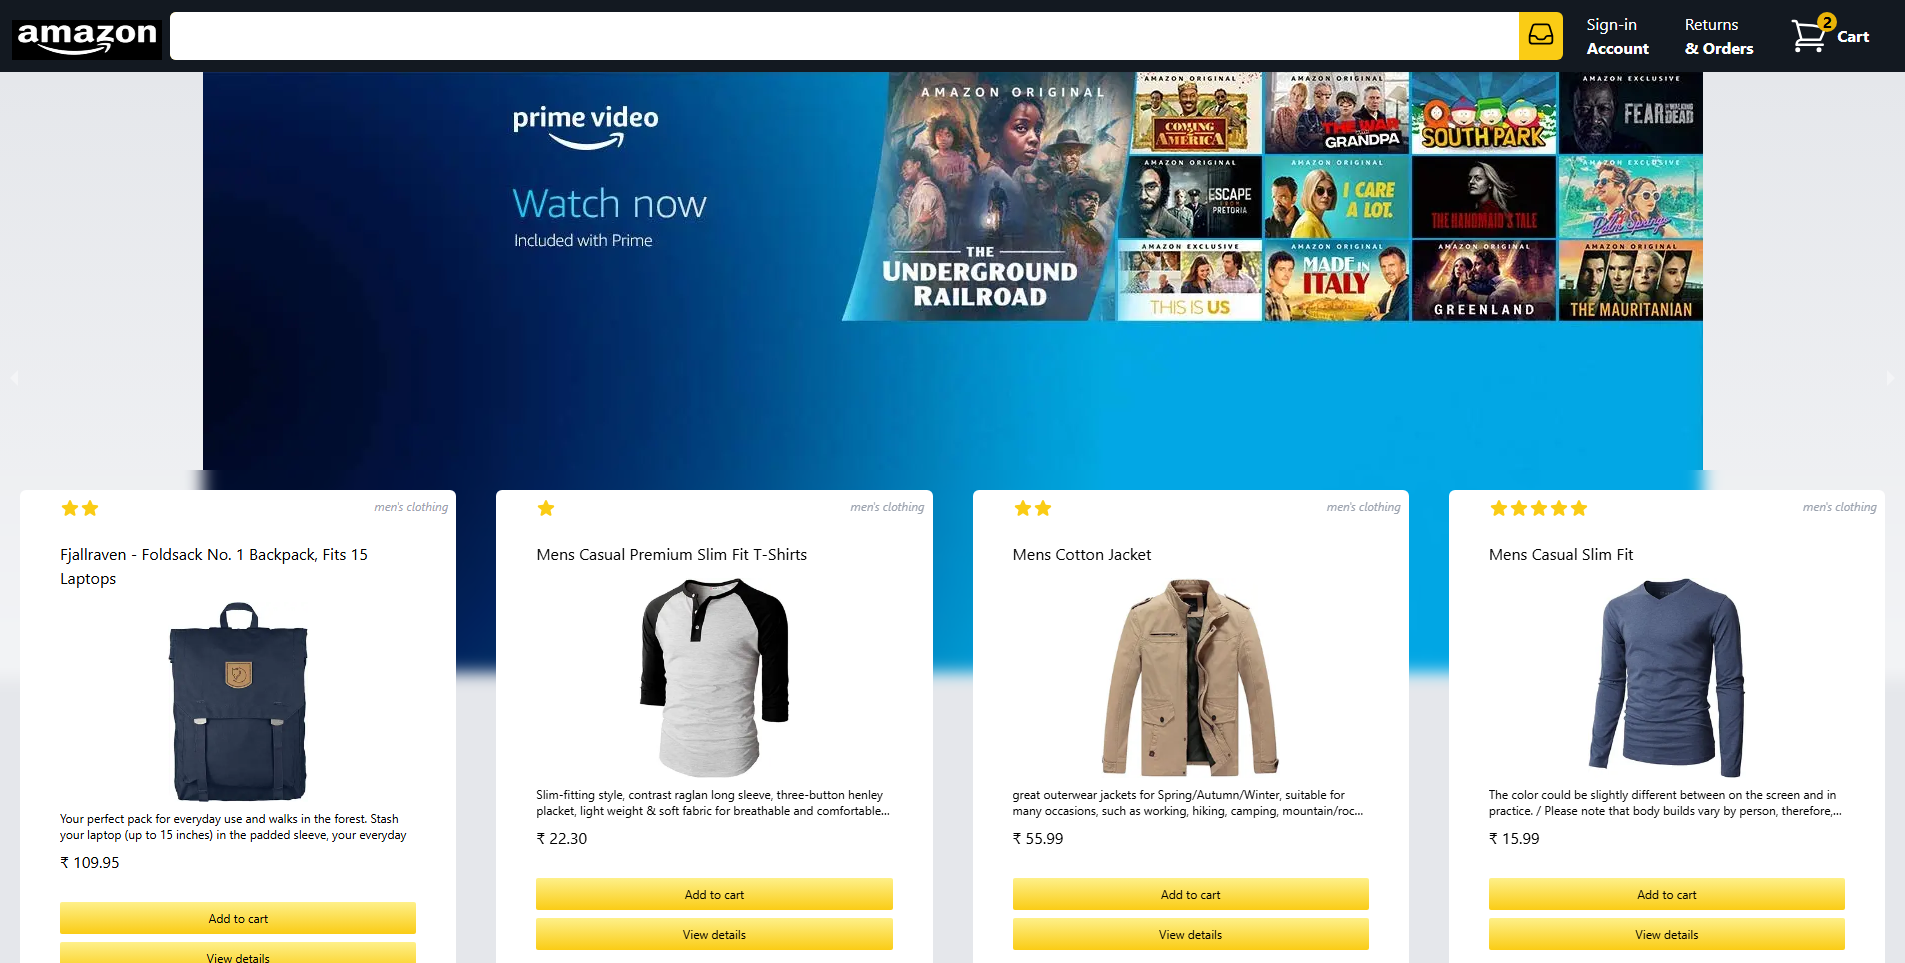 amazon
Sign-in
Account
Returns
& Orders
2
Cart
prime video
Watch now
Included with Prime
AMAZON ORIGINAL
THE
UNDERGROUND
RAILROAD
AMAZON ORIGINAL
COMING 2
AMERICA
AMAZON ORIGINAL
THE WAR
WITH
GRANDPA
SOUTH PARK
AMAZON EXCLUSIVE
FEAR THE WALKING DEAD
AMAZON ORIGINAL
ESCAPE
FROM
PRETORIA
AMAZON ORIGINAL
I CARE
A LOT.
THE HANDMAID'S TALE
AMAZON EXCLUSIVE
Palm Springs
AMAZON EXCLUSIVE
THIS IS US
AMAZON ORIGINAL
MADE IN
ITALY
AMAZON ORIGINAL
GREENLAND
AMAZON ORIGINAL
THE MAURITANIAN
men's clothing
Fjallraven - Foldsack No. 1 Backpack, Fits 15
Laptops
Your perfect pack for everyday use and walks in the forest. Stash
your laptop (up to 15 inches) in the padded sleeve, your everyday
₹ 109.95
Add to cart
View details
men's clothing
Mens Casual Premium Slim Fit T-Shirts
Slim-fitting style, contrast raglan long sleeve, three-button henley
placket, light weight & soft fabric for breathable and comfortable...
₹ 22.30
Add to cart
View details
men's clothing
Mens Cotton Jacket
great outerwear jackets for Spring/Autumn/Winter, suitable for
many occasions, such as working, hiking, camping, mountain/roc...
₹ 55.99
Add to cart
View details
men's clothing
Mens Casual Slim Fit
The color could be slightly different between on the screen and in
practice. / Please note that body builds vary by person, therefore,...
₹ 15.99
Add to cart
View details